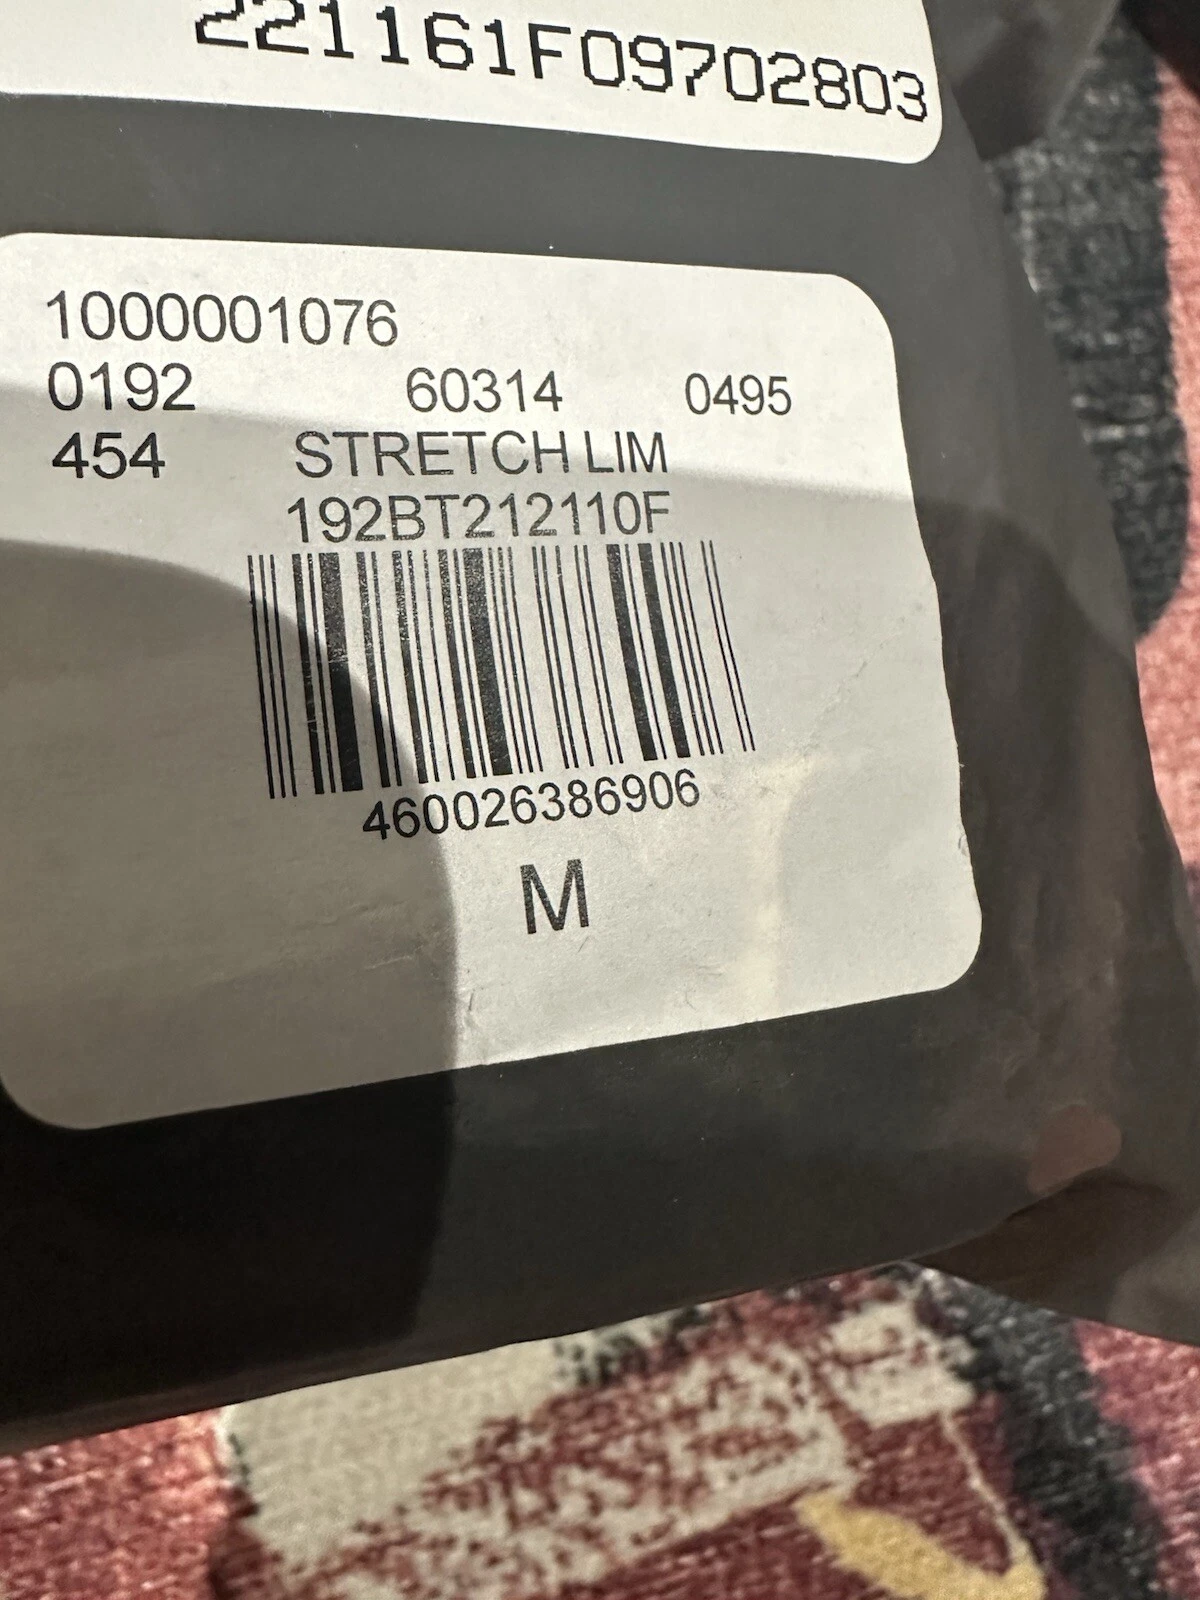 221161F09702803
1000001076
0192 60314 0495
454 STRETCH LIM
192BT212110F
460026386906
M